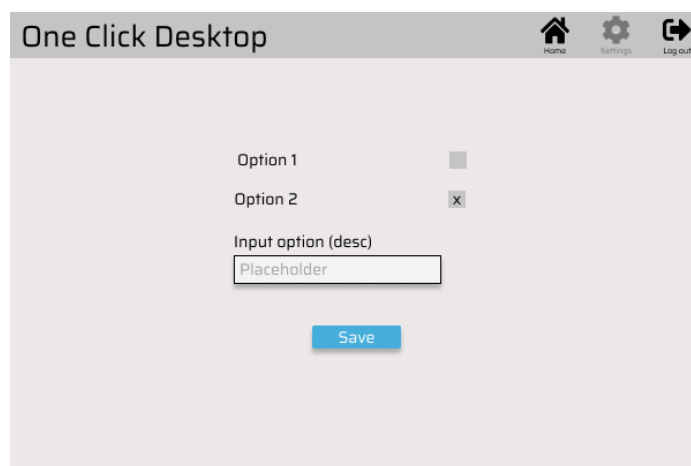 One Click Desktop
Home
Settings
Log out
Option 1
Option 2
x
Input option (desc)
Placeholder
Save